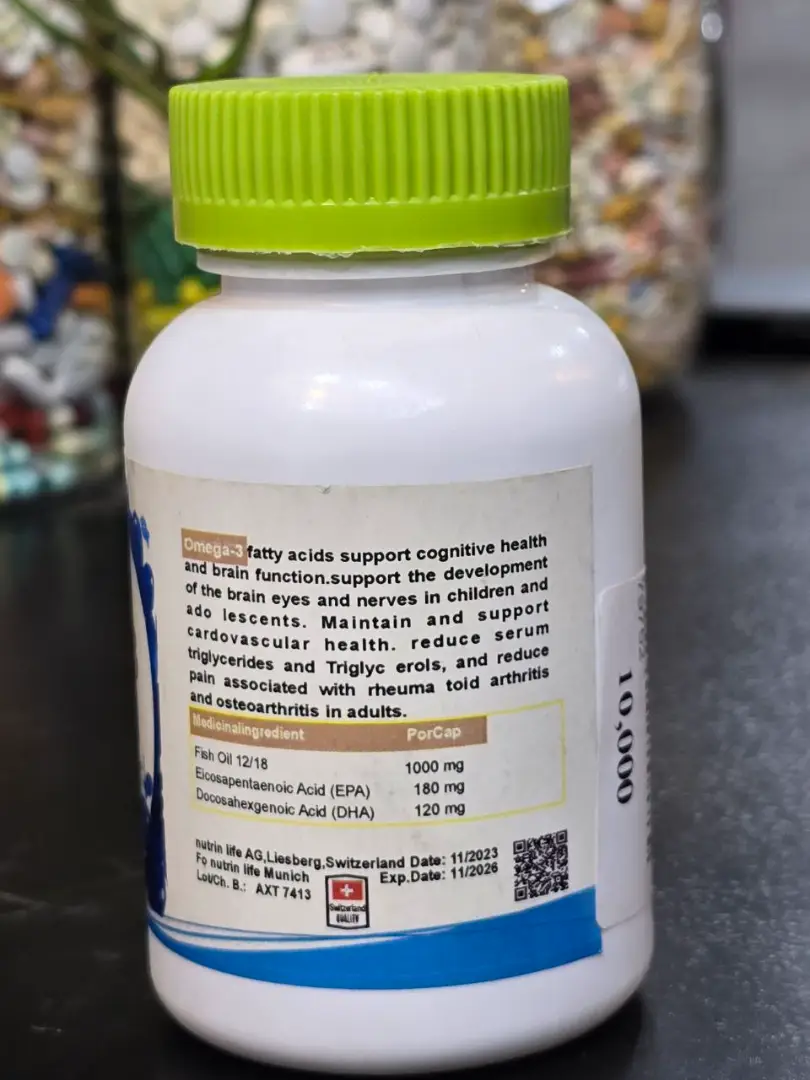 Omega-3 fatty acids support cognitive health
and brain function.support the development
of the brain eyes and nerves in children and
ado lescents. Maintain and support
cardovascular health. reduce serum
triglycerides and Triglyc erols, and reduce
pain associated with rheuma toid arthritis
and osteoarthritis in adults.
Medicinalingredient PorCap
Fish Oil 12/18 1000 mg
Eicosapentaenoic Acid (EPA) 180 mg
Docosahexgenoic Acid (DHA) 120 mg
nutrin life AG,Liesberg,Switzerland Date: 11/2023
Fo nutrin life Munich Exp.Date: 11/2026
Lot/Ch. B.: AXT 7413
Switzerland
QUALITY
10,000